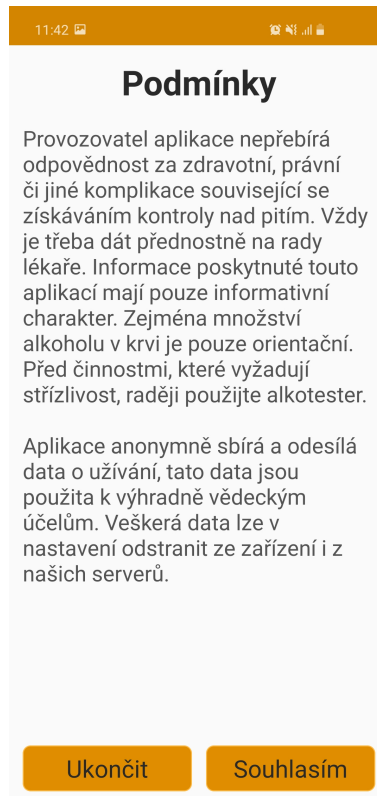 11:42
Podmínky
Provozovatel aplikace nepřebírá
odpovědnost za zdravotní, právní
či jiné komplikace související se
získáváním kontroly nad pitím. Vždy
je třeba dát přednostně na rady
lékaře. Informace poskytnuté touto
aplikací mají pouze informativní
charakter. Zejména množství
alkoholu v krvi je pouze orientační.
Před činnostmi, které vyžadují
střízlivost, raději použijte alkotester.
Aplikace anonymně sbírá a odesílá
data o užívání, tato data jsou
použita k výhradně vědeckým
účelům. Veškerá data lze v
nastavení odstranit ze zařízení i z
našich serverů.
Ukončit
Souhlasím